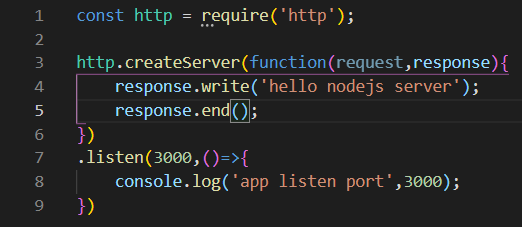 1 const http = require('http');
2
3 http.createServer(function(request,response){
4 response.write('hello nodejs server');
5 response.end();
6 })
7 .listen(3000,()=>{
8 console.log('app listen port',3000);
9 })